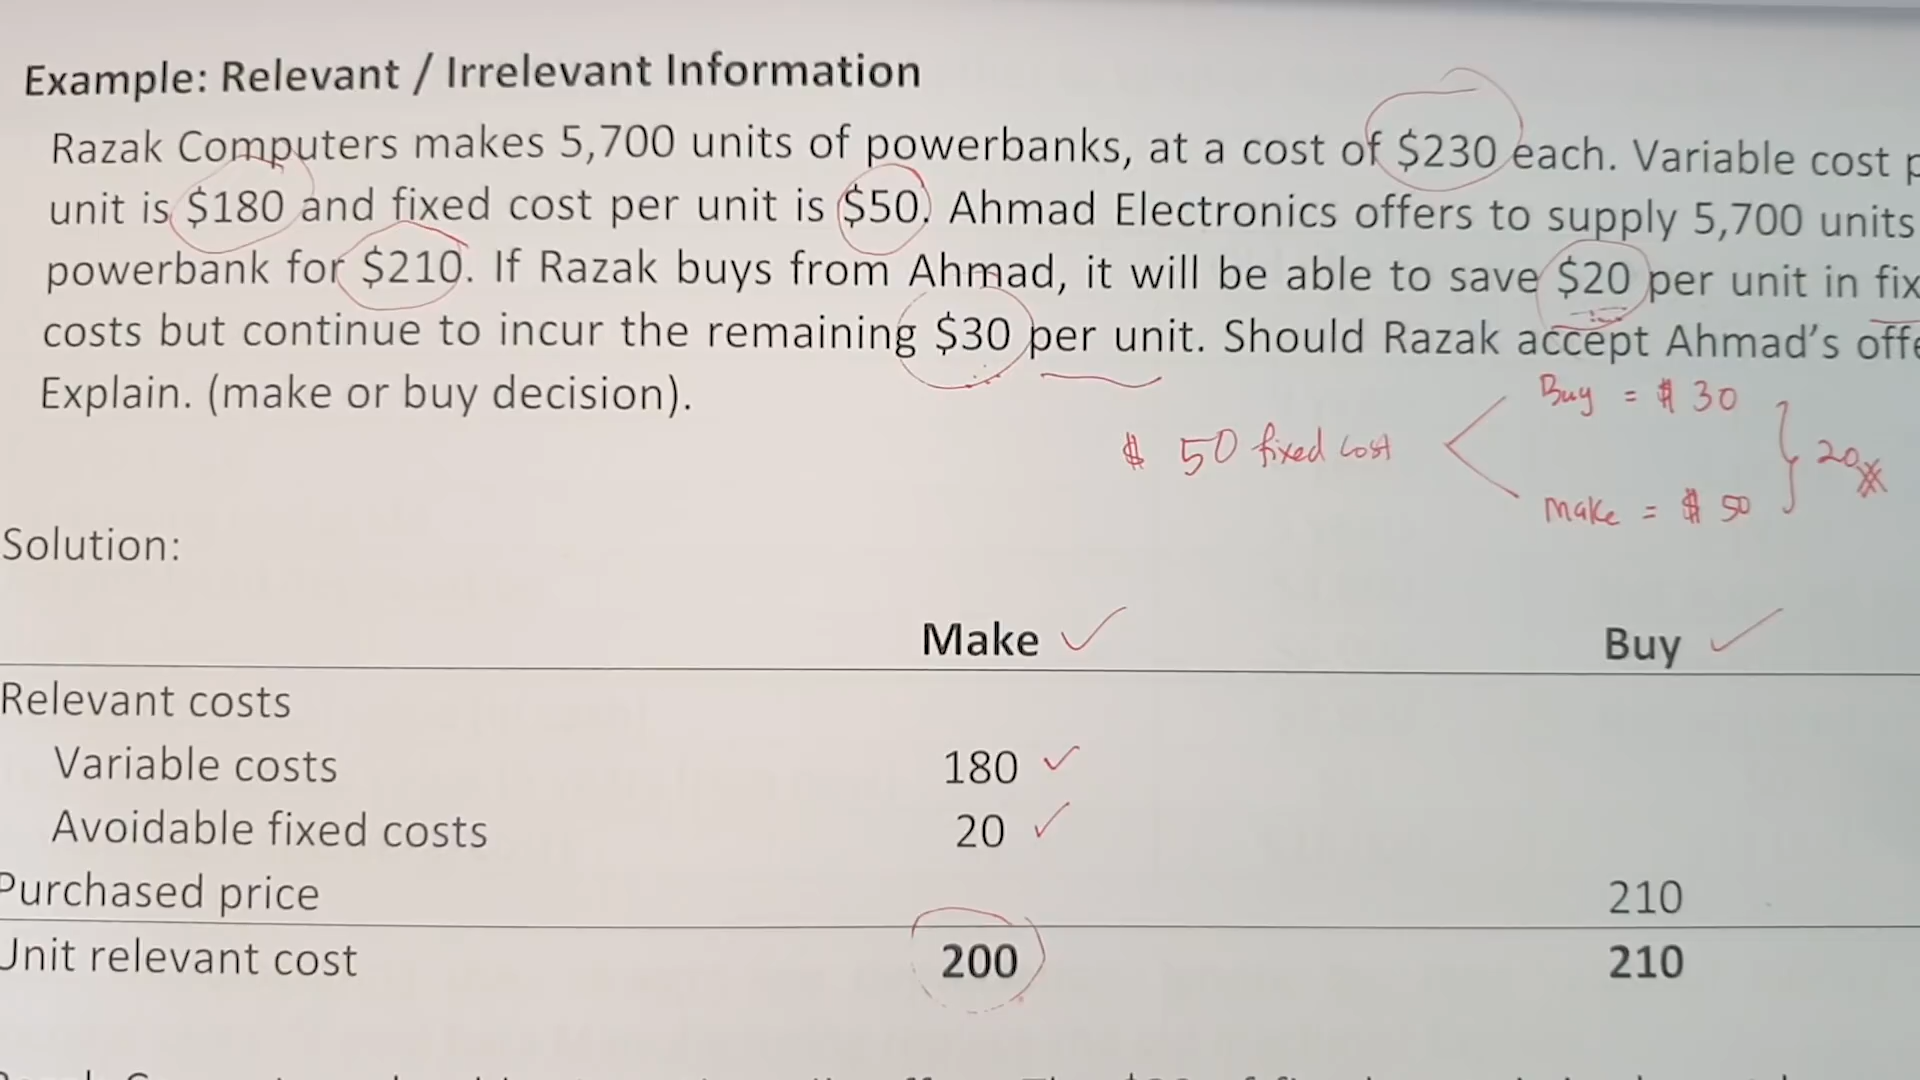 Example: Relevant / Irrelevant Information
Razak Computers makes 5,700 units of powerbanks, at a cost of $230 each. Variable cost
unit is $180 and fixed cost per unit is $50. Ahmad Electronics offers to supply 5,700 units
powerbank for $210. If Razak buys from Ahmad, it will be able to save $20 per unit in
costs but continue to incur the remaining $30 per unit. Should Razak accept Ahmad's
Explain. (make or buy decision).
Buy = $ 30
$ 50 fixed cost
20
Make = $ 50
Solution:
Make Buy
Relevant costs
Variable costs 180
Avoidable fixed costs 20
Purchased price 210
Unit relevant cost 200 210